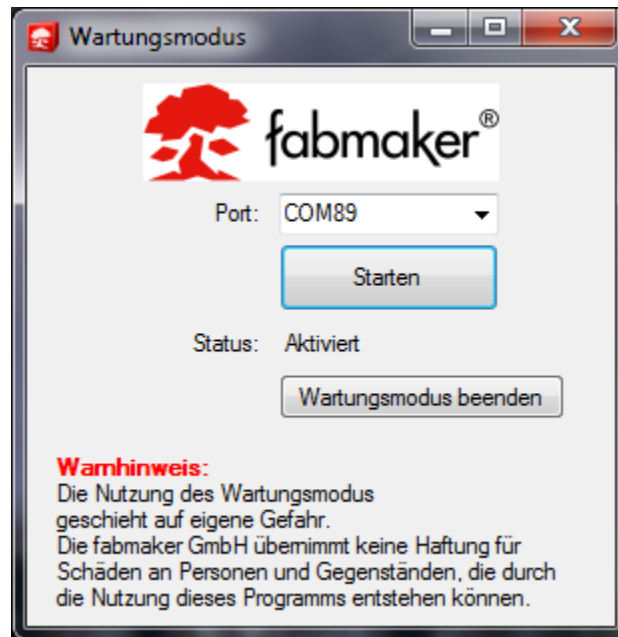 Wartungsmodus
fabmaker®
Port: COM89
Starten
Status: Aktiviert
Wartungsmodus beenden
Warnhinweis:
Die Nutzung des Wartungsmodus
geschieht auf eigene Gefahr.
Die fabmaker GmbH übernimmt keine Haftung für
Schäden an Personen und Gegenständen, die durch
die Nutzung dieses Programms entstehen können.